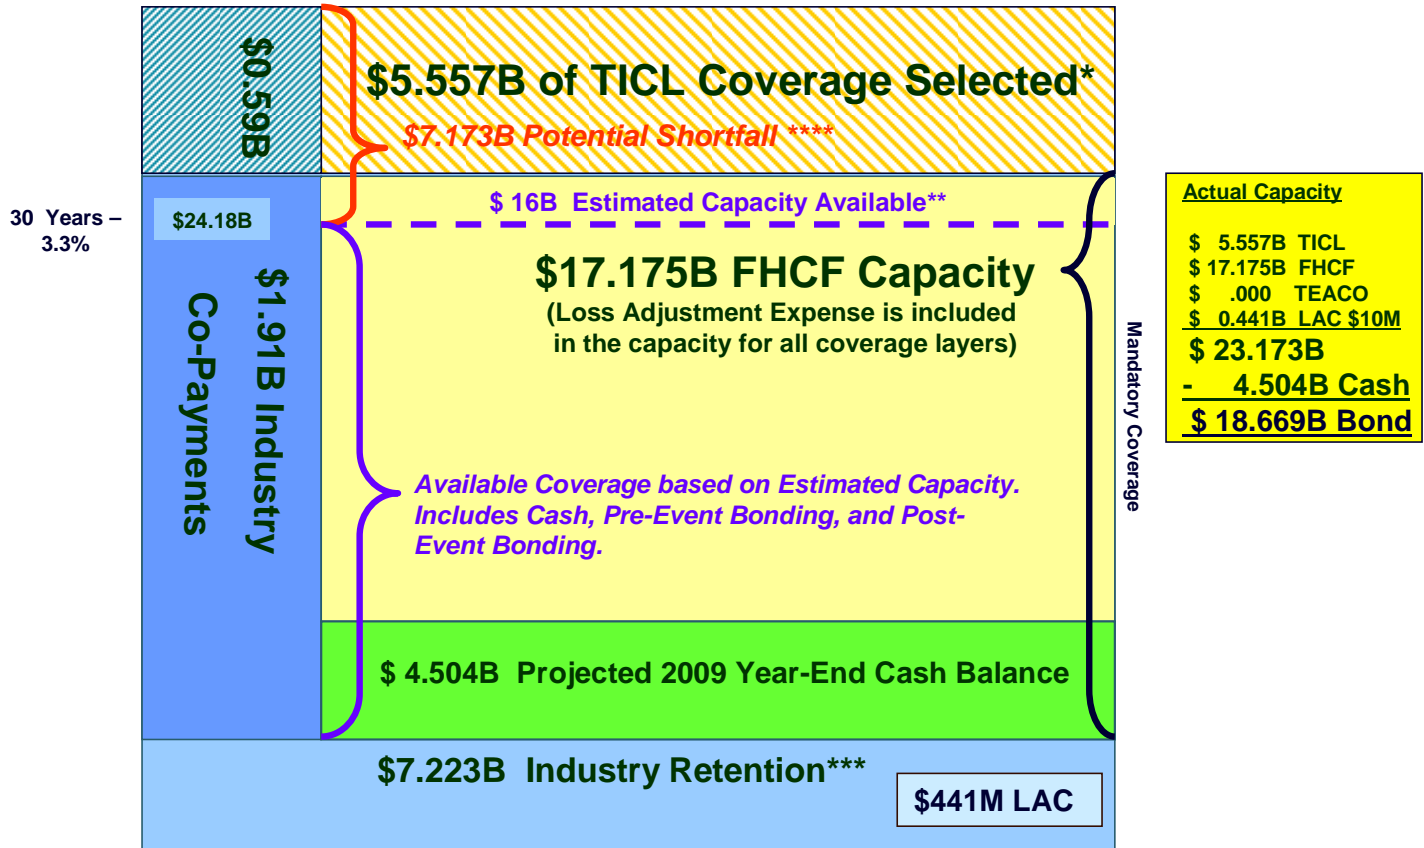 $0.59B
$5.557B of TICL Coverage Selected*
$7.173B Potential Shortfall ****
30 Years –
3.3%
$24.18B
$1.91B Industry
Co-Payments
$ 16B Estimated Capacity Available**
$17.175B FHCF Capacity
(Loss Adjustment Expense is included
in the capacity for all coverage layers)
Available Coverage based on Estimated Capacity.
Includes Cash, Pre-Event Bonding, and Post-
Event Bonding.
$ 4.504B Projected 2009 Year-End Cash Balance
$7.223B Industry Retention***
$441M LAC
Mandatory Coverage
Actual Capacity
$ 5.557B TICL
$ 17.175B FHCF
$ .000 TEACO
$ 0.441B LAC $10M
$ 23.173B
- 4.504B Cash
$ 18.669B Bond